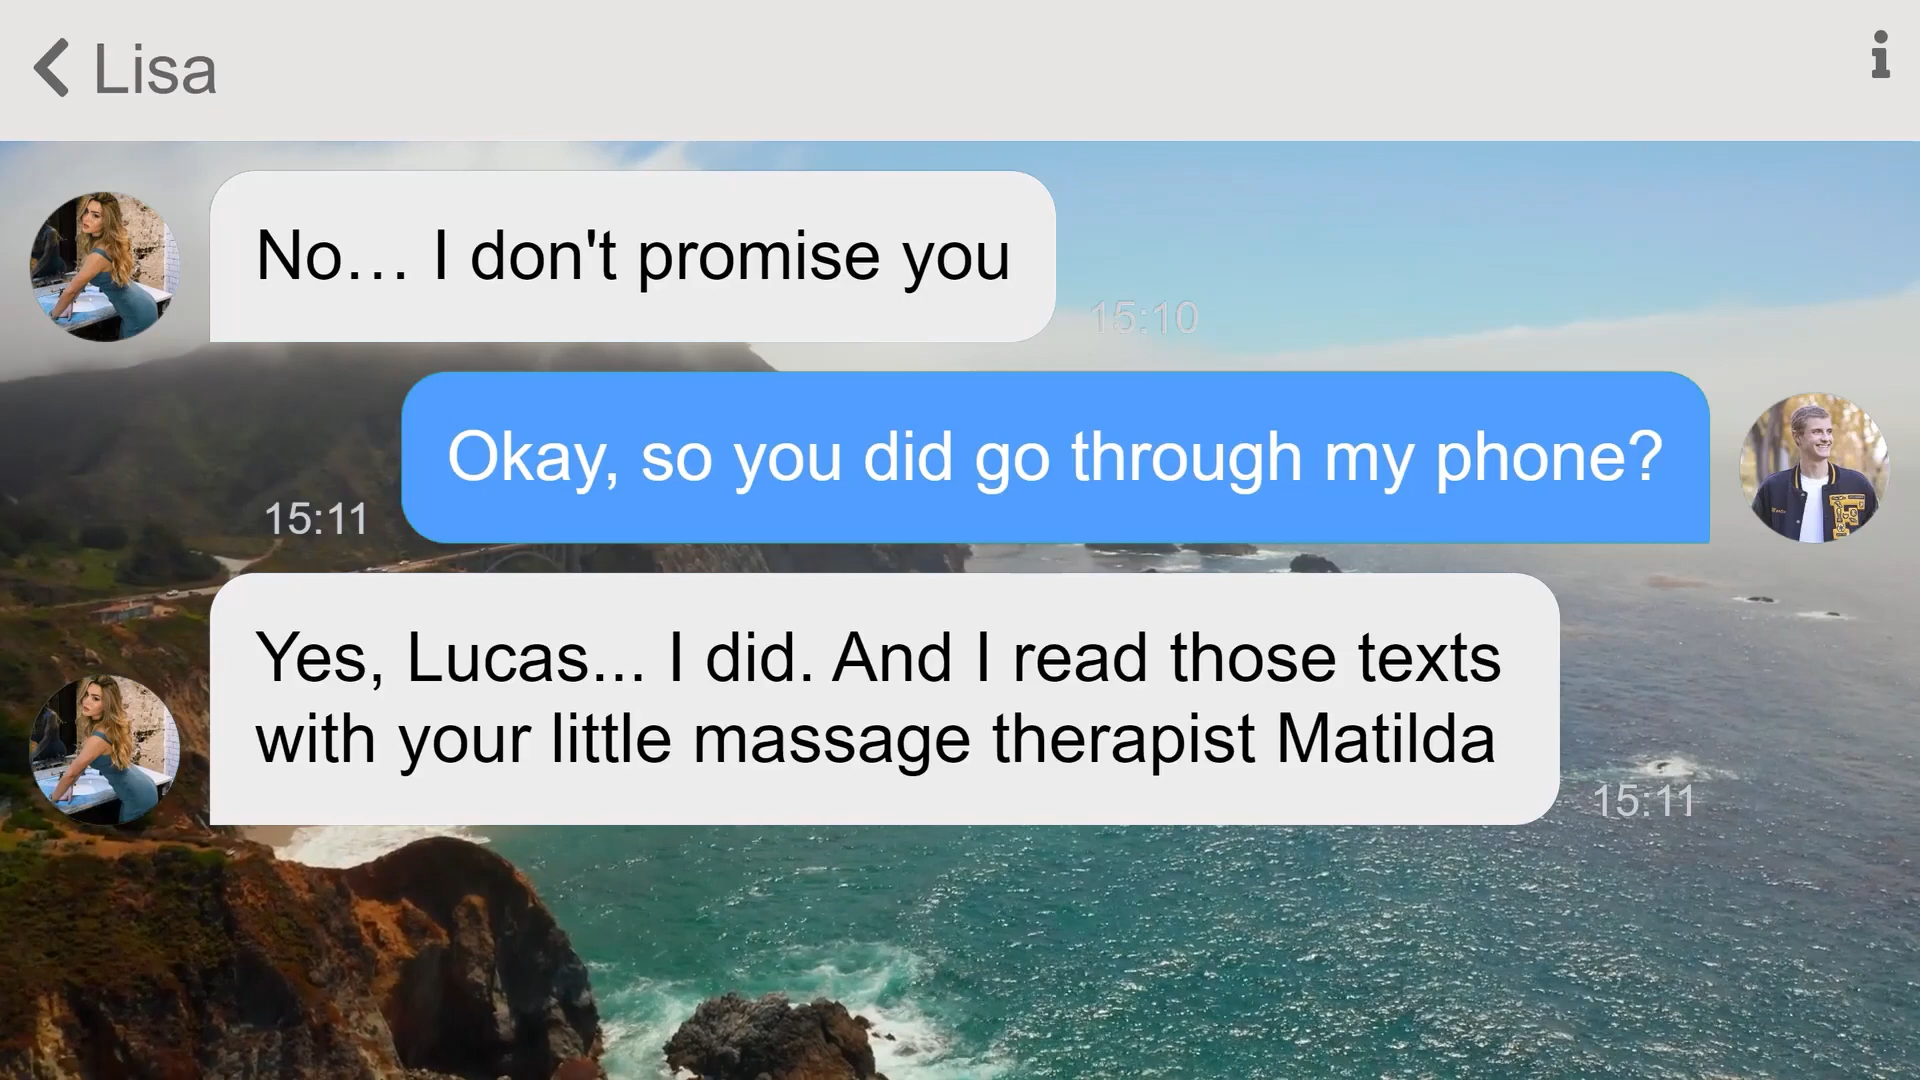 Lisa
No… I don't promise you
15:10
Okay, so you did go through my phone?
15:11
Yes, Lucas... I did. And I read those texts
with your little massage therapist Matilda
15:11